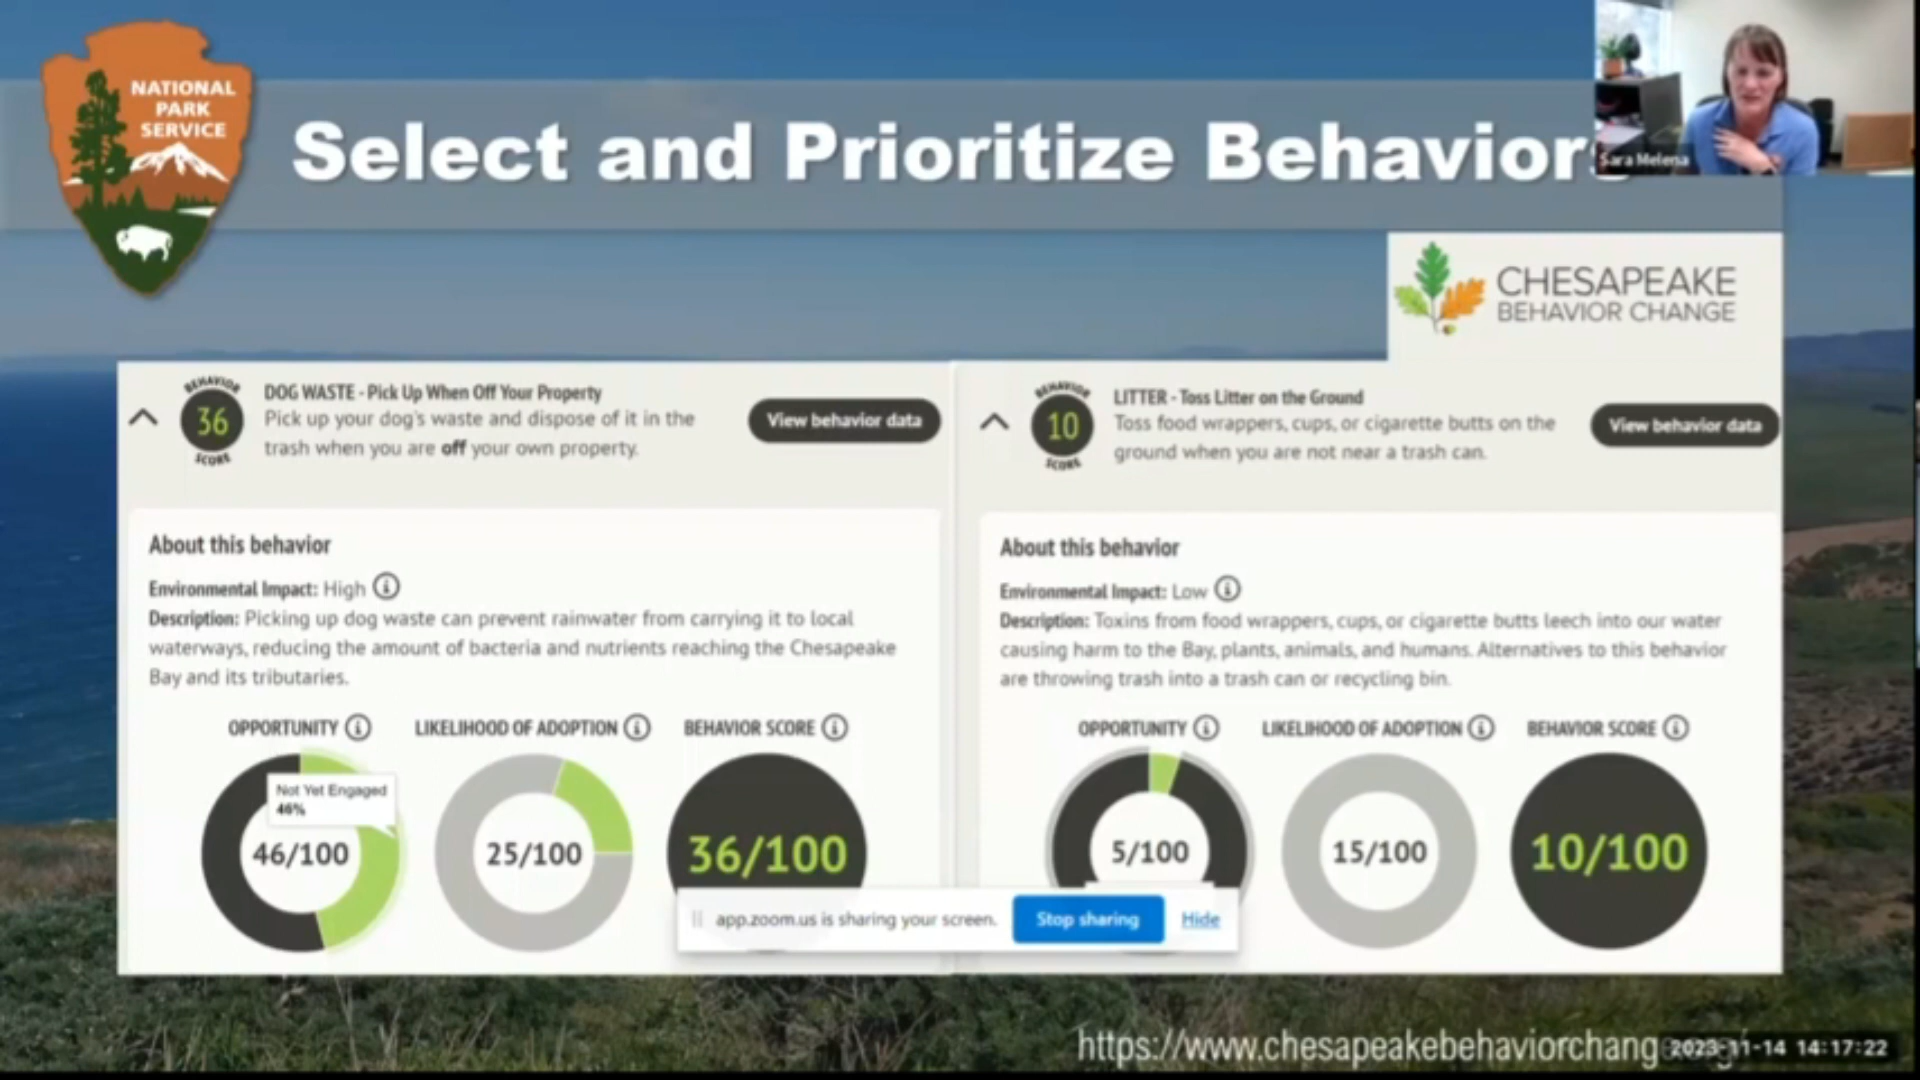 NATIONAL
PARK
SERVICE
Select and Prioritize Behaviors
Sara Melena
CHESAPEAKE
BEHAVIOR CHANGE
BEHAVIOR
36
SCORE
DOG WASTE - Pick Up When Off Your Property
Pick up your dog's waste and dispose of it in the
trash when you are off your own property.
View behavior data
About this behavior
Environmental Impact: High
Description: Picking up dog waste can prevent rainwater from carrying it to local
waterways, reducing the amount of bacteria and nutrients reaching the Chesapeake
Bay and its tributaries.
OPPORTUNITY
LIKELIHOOD OF ADOPTION
BEHAVIOR SCORE
Not Yet Engaged
46%
46/100
25/100
36/100
BEHAVIOR
10
SCORE
LITTER - Toss Litter on the Ground
Toss food wrappers, cups, or cigarette butts on the
ground when you are not near a trash can.
View behavior data
About this behavior
Environmental Impact: Low
Description: Toxins from food wrappers, cups, or cigarette butts leech into our water
causing harm to the Bay, plants, animals, and humans. Alternatives to this behavior
are throwing trash into a trash can or recycling bin.
OPPORTUNITY
LIKELIHOOD OF ADOPTION
BEHAVIOR SCORE
5/100
15/100
10/100
app.zoom.us is sharing your screen.
Stop sharing
Hide
https://www.chesapeakebehaviorchang
2023-11-14 14:17:22